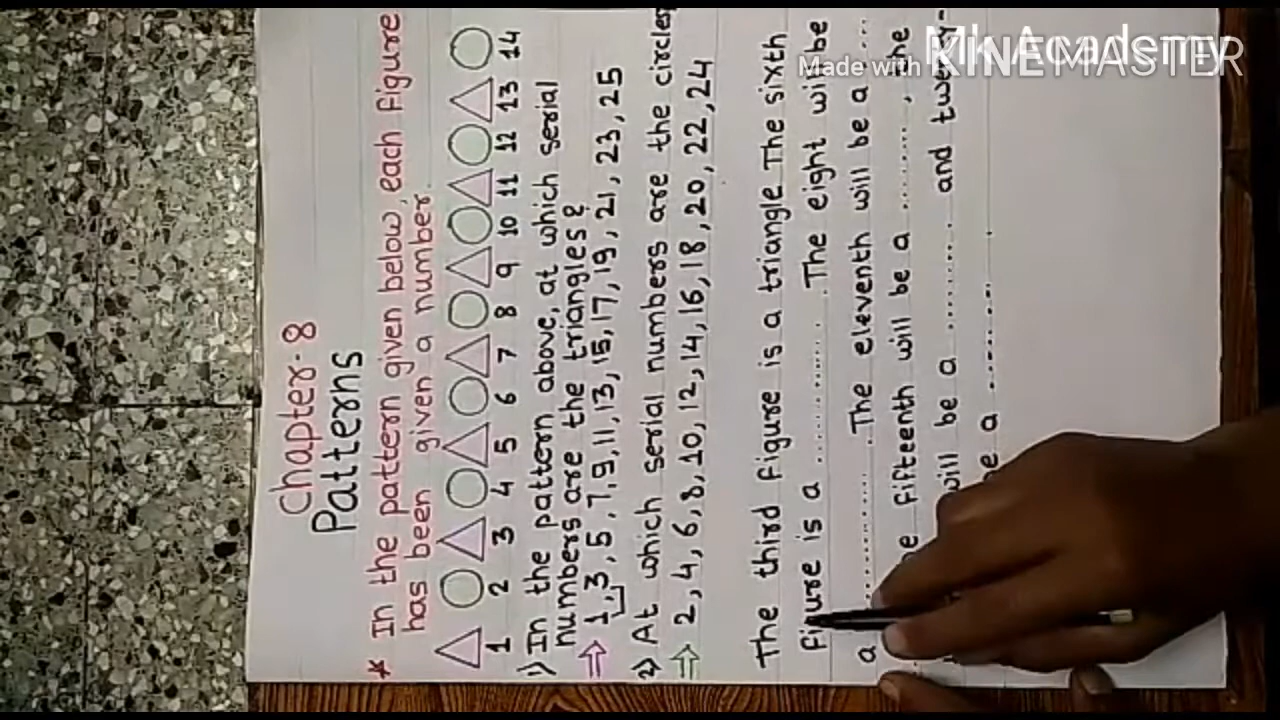 Chapter-8
Patterns
* In the pattern given below, each figure
has been given a number.
1 2 3 4 5 6 7 8 9 10 11 12 13 14
1) In the pattern above, at which serial
numbers are the triangles?
⇒ 1, 3, 5, 7, 9, 11, 13, 15, 17, 19, 21, 23, 25
2) At which serial numbers are the circles
⇒ 2, 4, 6, 8, 10, 12, 14, 16, 18, 20, 22, 24
The third figure is a triangle The sixth
figure is a ............ The eight will be
a ............ The eleventh will be a ....
fifteenth will be a ........, the
will be a ........ and
a ........
Mk Academy
Made with KINEMASTER